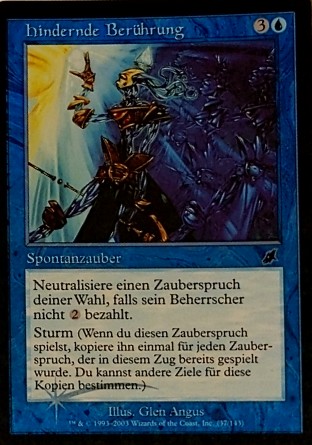 Hindernde Berührung 3
Spontanzauber
Neutralisiere einen Zauberspruch
deiner Wahl, falls sein Beherrscher
nicht 2 bezahlt.
Sturm (Wenn du diesen Zauberspruch
spielst, kopiere ihn einmal für jeden Zauber-
spruch, der in diesem Zug bereits gespielt
wurde. Du kannst andere Ziele für diese
Kopien bestimmen.)
Illus. Glen Angus
™ & © 1993–2003 Wizards of the Coast, Inc. (37/143)